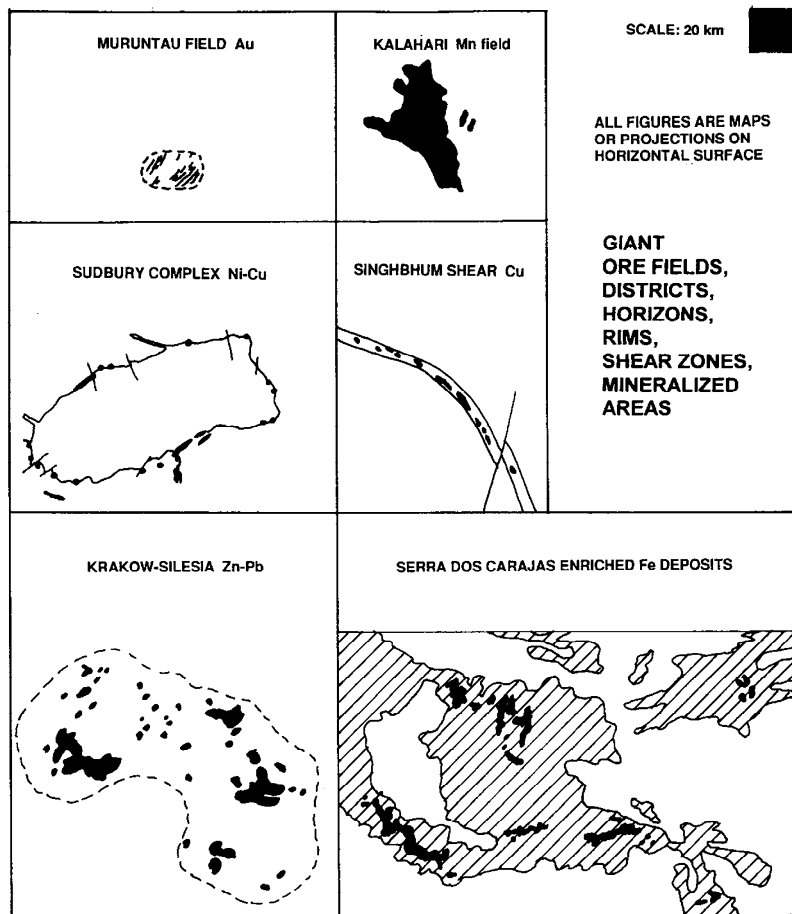 MURUNTAU FIELD Au
KALAHARI Mn field
SCALE: 20 km
ALL FIGURES ARE MAPS
OR PROJECTIONS ON
HORIZONTAL SURFACE
SUDBURY COMPLEX Ni-Cu
SINGHBHUM SHEAR Cu
GIANT
ORE FIELDS,
DISTRICTS,
HORIZONS,
RIMS,
SHEAR ZONES,
MINERALIZED
AREAS
KRAKOW-SILESIA Zn-Pb
SERRA DOS CARAJAS ENRICHED Fe DEPOSITS